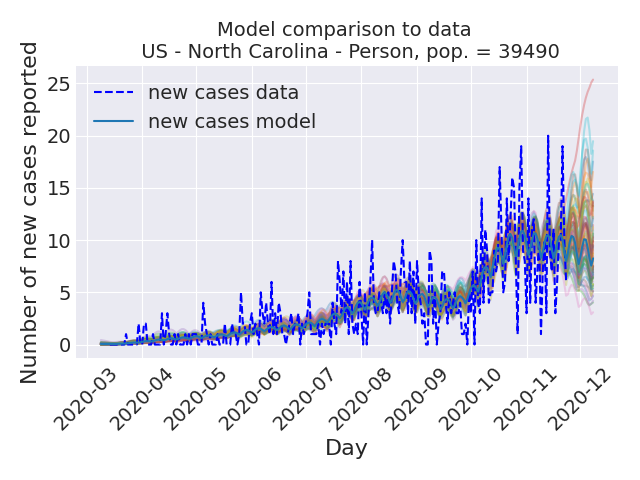 Model comparison to data
US - North Carolina - Person, pop. = 39490
Number of new cases reported
25
20
15
10
5
0
new cases data
new cases model
2020-03
2020-04
2020-05
2020-06
2020-07
2020-08
2020-09
2020-10
2020-11
2020-12
Day